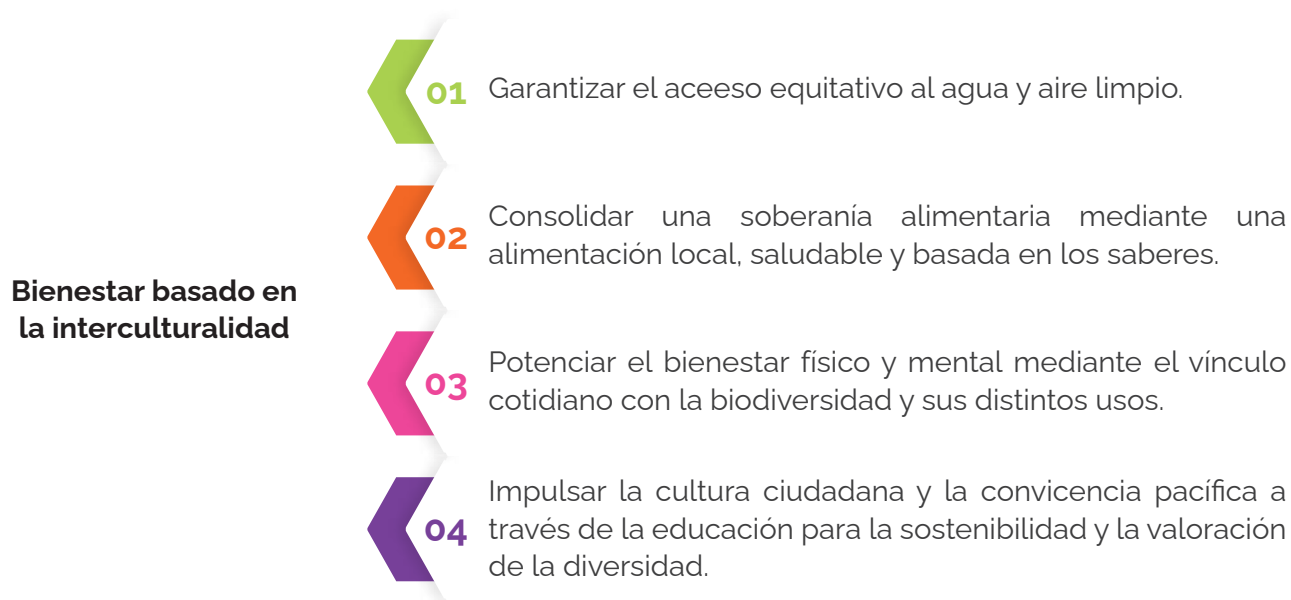 Bienestar basado en
la interculturalidad
01
Garantizar el aceeso equitativo al agua y aire limpio.
02
Consolidar una soberanía alimentaria mediante una
alimentación local, saludable y basada en los saberes.
03
Potenciar el bienestar físico y mental mediante el vínculo
cotidiano con la biodiversidad y sus distintos usos.
04
Impulsar la cultura ciudadana y la convicencia pacífica a
través de la educación para la sostenibilidad y la valoración
de la diversidad.